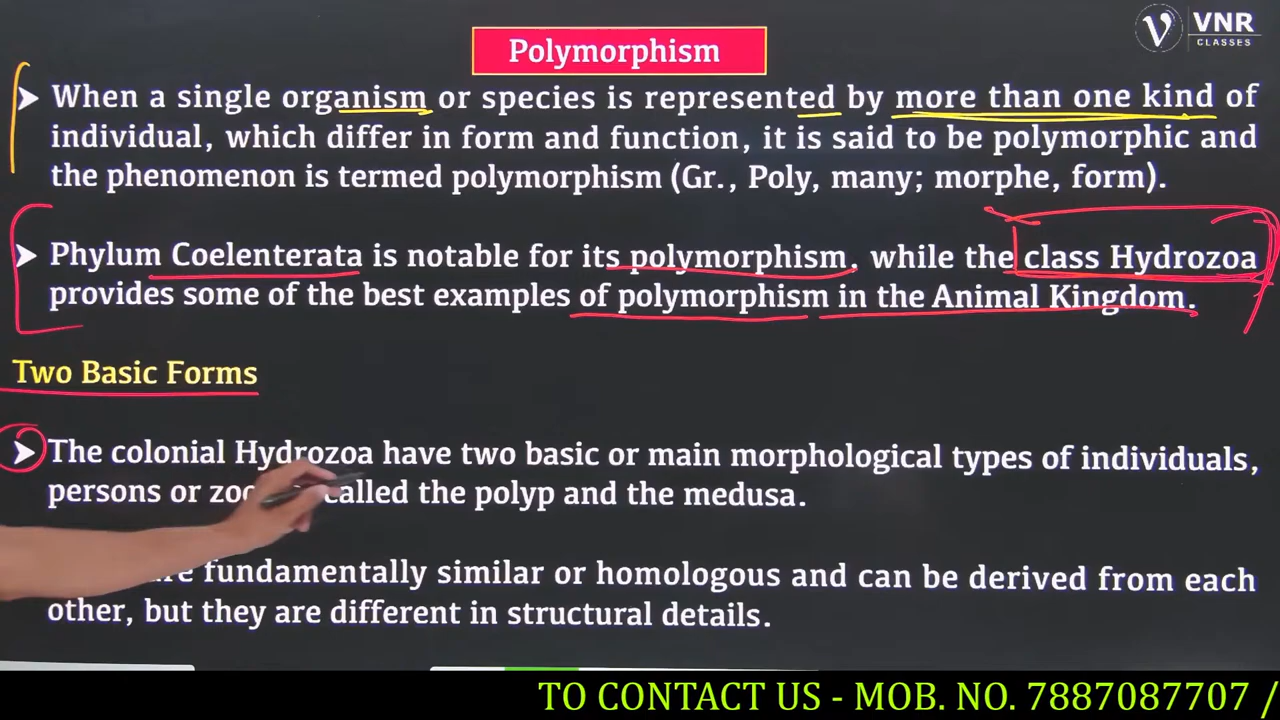 VNR
CLASSES
Polymorphism
When a single organism or species is represented by more than one kind of
individual, which differ in form and function, it is said to be polymorphic and
the phenomenon is termed polymorphism (Gr., Poly, many; morphe, form).
Phylum Coelenterata is notable for its polymorphism. while the class Hydrozoa
provides some of the best examples of polymorphism in the Animal Kingdom.
Two Basic Forms
The colonial Hydrozoa have two basic or main morphological types of individuals,
persons or called the polyp and the medusa.
fundamentally similar or homologous and can be derived from each
other, but they are different in structural details.
TO CONTACT US - MOB. NO. 7887087707 /